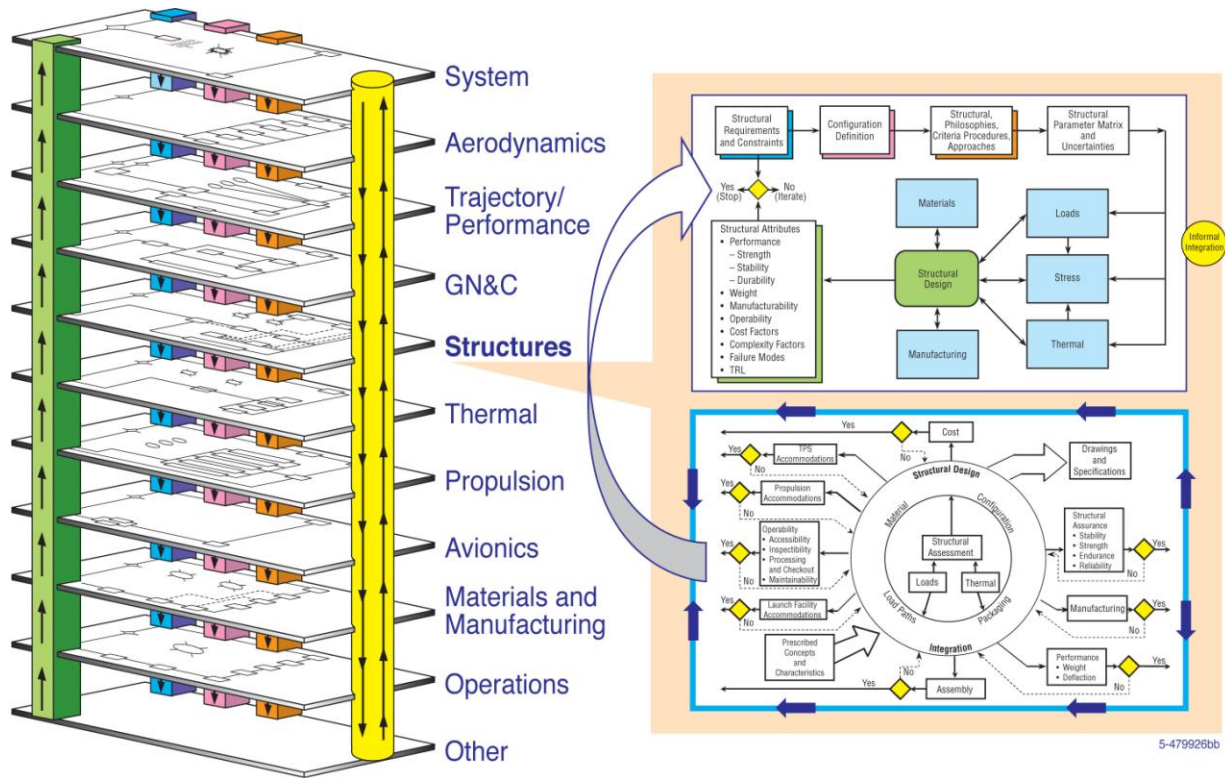 System
Aerodynamics
Trajectory/
Performance
GN&C
Structures
Thermal
Propulsion
Avionics
Materials and
Manufacturing
Operations
Other
Structural
Requirements
and Constraints
Configuration
Definition
Structural,
Philosophies,
Criteria Procedures,
Approaches
Structural
Parameter Matrix
and
Uncertainties
Yes
(Stop)
No
(Iterate)
Structural Attributes
• Performance
– Strength
– Stability
– Durability
• Weight
• Manufacturability
• Operability
• Cost Factors
• Complexity Factors
• Failure Modes
• TRL
Materials
Structural
Design
Manufacturing
Loads
Stress
Thermal
Informal
Integration
Yes
No
Cost
Yes
No
TPS
Accommodations
Yes
No
Propulsion
Accommodations
Yes
No
Operability
• Accessibility
• Inspectibility
• Processing
and Checkout
• Maintainability
Yes
No
Launch Facility
Accommodations
Prescribed
Concepts
and
Characteristics
Yes
No
Assembly
Structural Design
Material
Configuration
Structural
Assessment
Loads
Thermal
Load Pams
Packaging
Integration
Drawings
and
Specifications
Structural
Assurance
• Stability
• Strength
• Endurance
• Reliability
Yes
No
Manufacturing
Yes
No
Performance
• Weight
• Deflection
Yes
No
5-479926bb